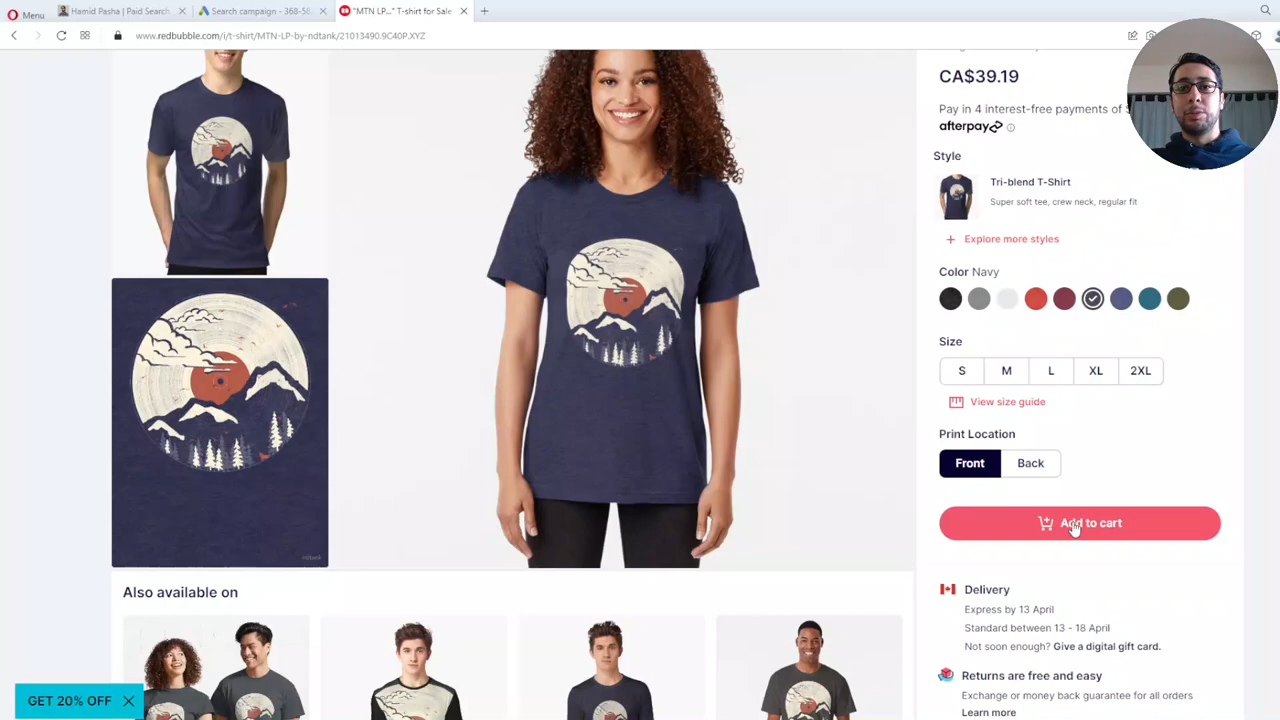 Menu
Hamid Pasha | Paid Search
Search campaign - 368-58
"MTN LP..." T-shirt for Sale
www.redbubble.com/i/t-shirt/MTN-LP-by-ndtank/21013490.9C40P.XYZ
CA$39.19
Pay in 4 interest-free payments of
afterpay
Style
Tri-blend T-Shirt
Super soft tee, crew neck, regular fit
Explore more styles
Color Navy
Size
S M L XL 2XL
View size guide
Print Location
Front Back
Add to cart
Also available on
Delivery
Express by 13 April
Standard between 13 - 18 April
Not soon enough? Give a digital gift card.
Returns are free and easy
Exchange or money back guarantee for all orders
Learn more
GET 20% OFF